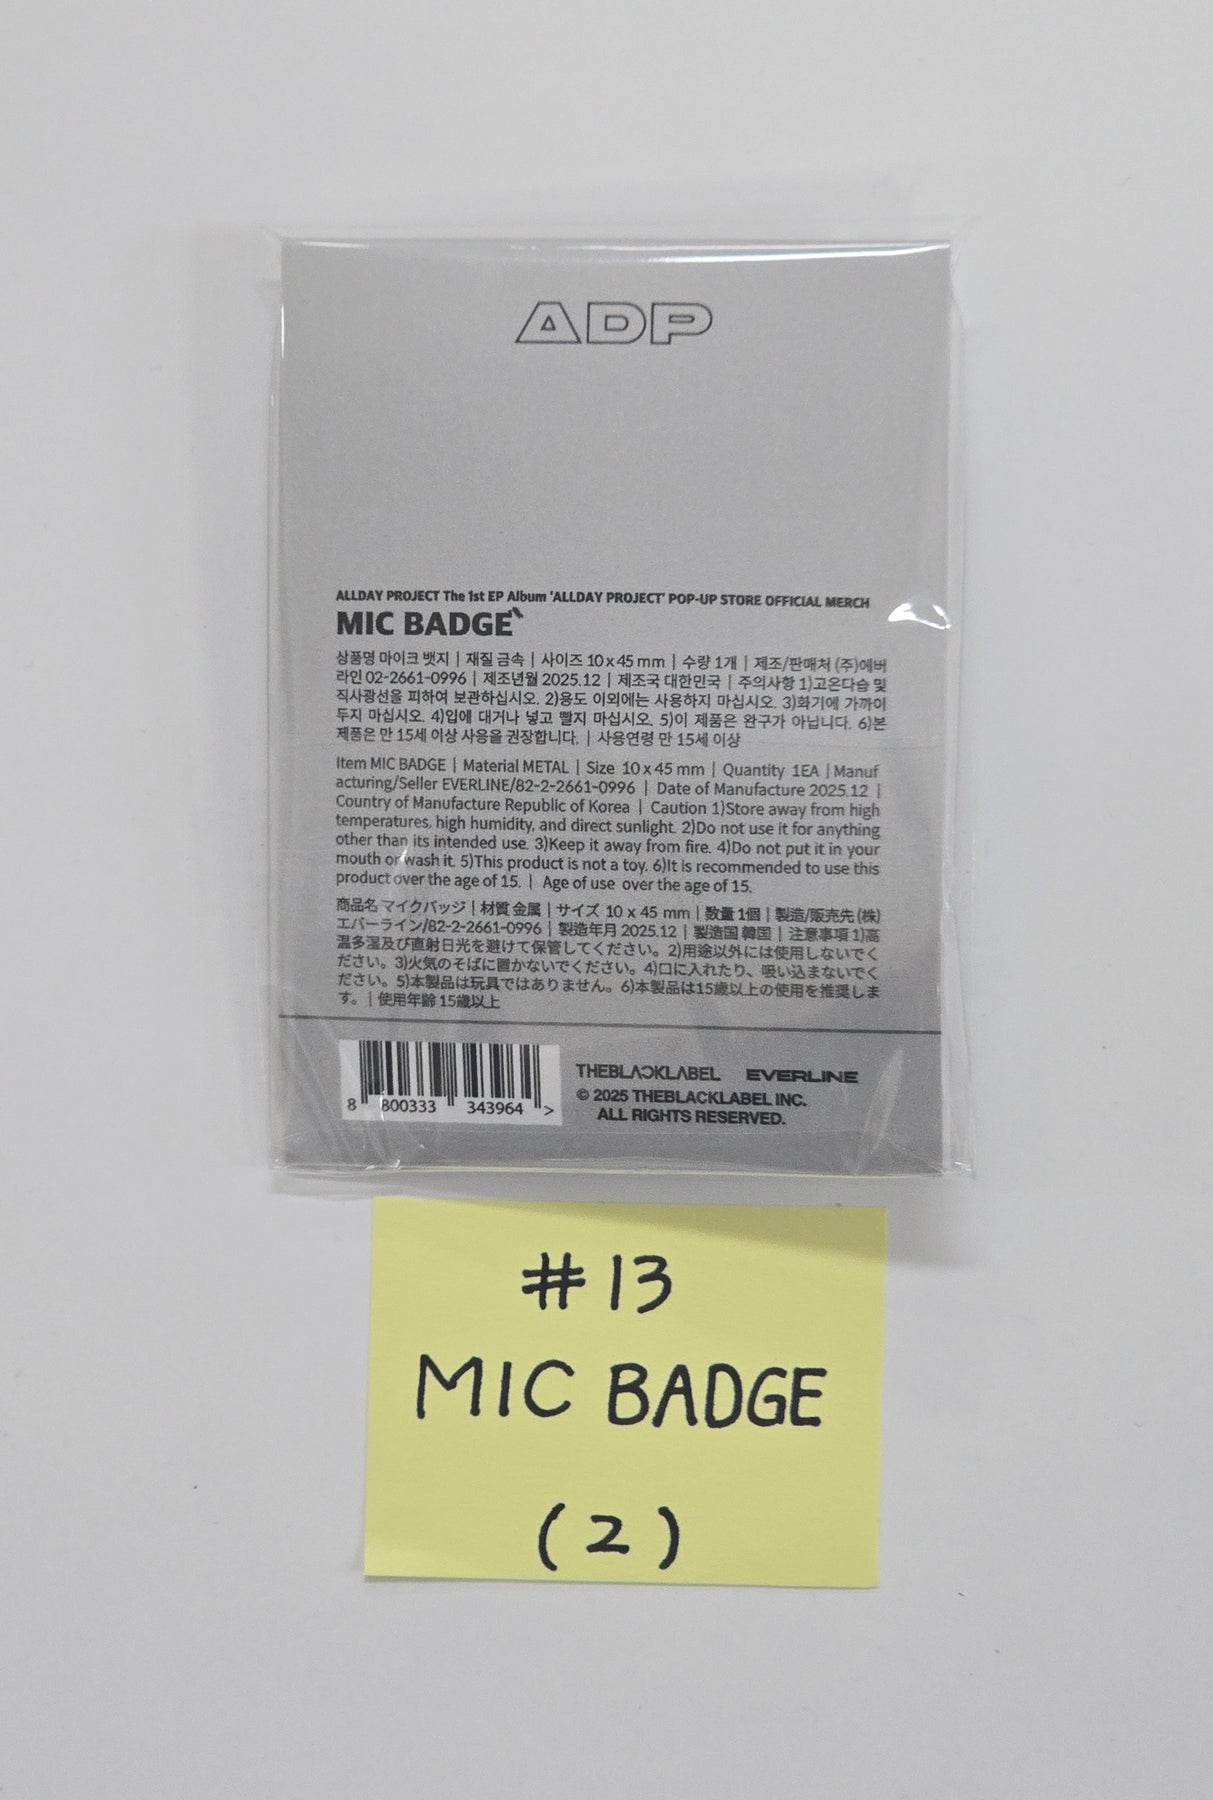 ADP
ALLDAY PROJECT The 1st EP Album 'ALLDAY PROJECT' POP-UP STORE OFFICIAL MERCH
MIC BADGE
상품명 마이크 뱃지 | 재질 금속 | 사이즈 10 x 45 mm | 수량 1개 | 제조/판매처 (주)에버
라인 02-2661-0996 | 제조년월 2025.12 | 제조국 대한민국 | 주의사항 1)고온다습 및
직사광선을 피하여 보관하십시오. 2)용도 이외에는 사용하지 마십시오. 3)화기에 가까이
두지 마십시오. 4)입에 대거나 넣고 빨지 마십시오. 5)이 제품은 완구가 아닙니다. 6)본
제품은 만 15세 이상 사용을 권장합니다. | 사용연령 만 15세 이상
Item MIC BADGE | Material METAL | Size 10 x 45 mm | Quantity 1EA | Manuf
acturing/Seller EVERLINE/82-2-2661-0996 | Date of Manufacture 2025.12 |
Country of Manufacture Republic of Korea | Caution 1)Store away from high
temperatures, high humidity, and direct sunlight. 2)Do not use it for anything
other than its intended use. 3)Keep it away from fire. 4)Do not put it in your
mouth or wash it. 5)This product is not a toy. 6)It is recommended to use this
product over the age of 15. | Age of use over the age of 15.
商品名 マイクバッジ | 材質 金属 | サイズ 10 x 45 mm | 数量 1個 | 製造/販売先 (株)
エバーライン/82-2-2661-0996 | 製造年月 2025.12 | 製造国 韓国 | 注意事項 1)高
温多湿及び直射日光を避けて保管してください。2)用途以外には使用しないでく
ださい。3)火気のそばに置かないでください。4)口に入れたり、吸い込まないでく
ださい。5)本製品は玩具ではありません。6)本製品は15歳以上の使用を推奨しま
す。 | 使用年齢 15歳以上
8 800333 343964 >
THEBLACKLABEL EVERLINE
© 2025 THEBLACKLABEL INC.
ALL RIGHTS RESERVED.
#13
MIC BADGE
(2)